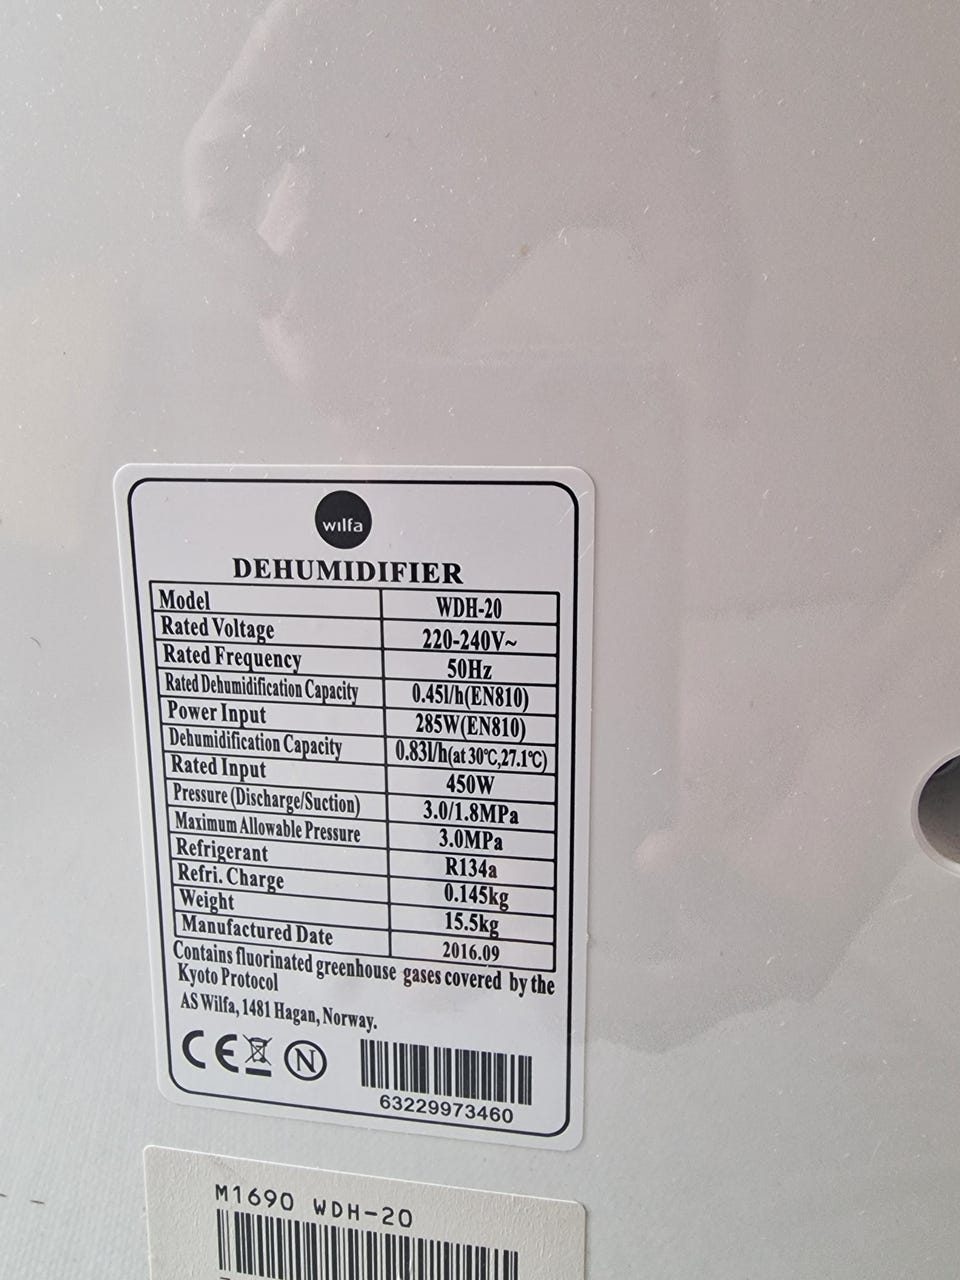 wilfa
DEHUMIDIFIER
Model WDH-20
Rated Voltage 220-240V~
Rated Frequency 50Hz
Rated Dehumidification Capacity 0.45l/h(EN810)
Power Input 285W(EN810)
Dehumidification Capacity 0.83l/h(at 30℃,27.1℃)
Rated Input 450W
Pressure (Discharge/Suction) 3.0/1.8MPa
Maximum Allowable Pressure 3.0MPa
Refrigerant R134a
Refri. Charge 0.145kg
Weight 15.5kg
Manufactured Date 2016.09
Contains fluorinated greenhouse gases covered by the
Kyoto Protocol
AS Wilfa, 1481 Hagan, Norway.
CE N
63229973460
M1690 WDH-20